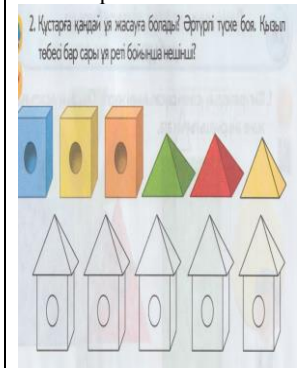 2. Құстарға қандай ұя жасауға болады? Әртүрлі түске боя. Қызыл
төбесі бар сары ұя реті бойынша нешінші?